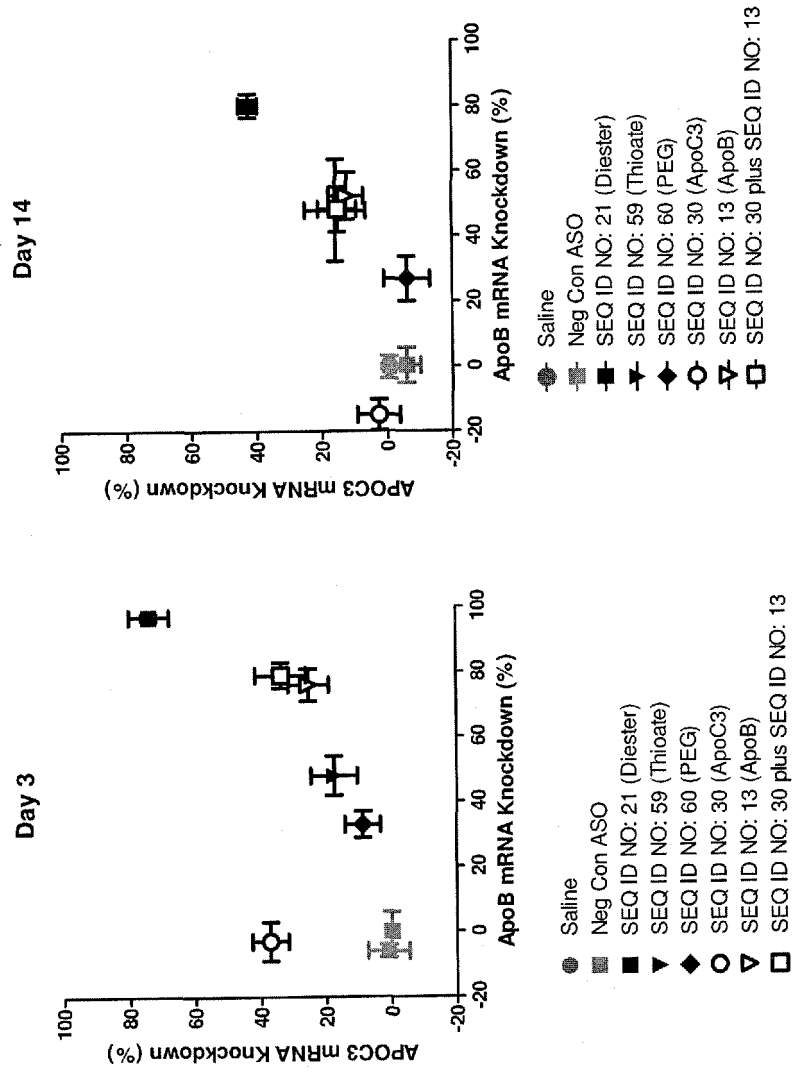 Day 3
APOC3 mRNA Knockdown (%)
100
80
60
40
20
0
-20
-20
0
20
40
60
80
100
ApoB mRNA Knockdown (%)
Saline
Neg Con ASO
SEQ ID NO: 21 (Diester)
SEQ ID NO: 59 (Thioate)
SEQ ID NO: 60 (PEG)
SEQ ID NO: 30 (ApoC3)
SEQ ID NO: 13 (ApoB)
SEQ ID NO: 30 plus SEQ ID NO: 13
Day 14
APOC3 mRNA Knockdown (%)
100
80
60
40
20
0
-20
-20
0
20
40
60
80
100
ApoB mRNA Knockdown (%)
Saline
Neg Con ASO
SEQ ID NO: 21 (Diester)
SEQ ID NO: 59 (Thioate)
SEQ ID NO: 60 (PEG)
SEQ ID NO: 30 (ApoC3)
SEQ ID NO: 13 (ApoB)
SEQ ID NO: 30 plus SEQ ID NO: 13